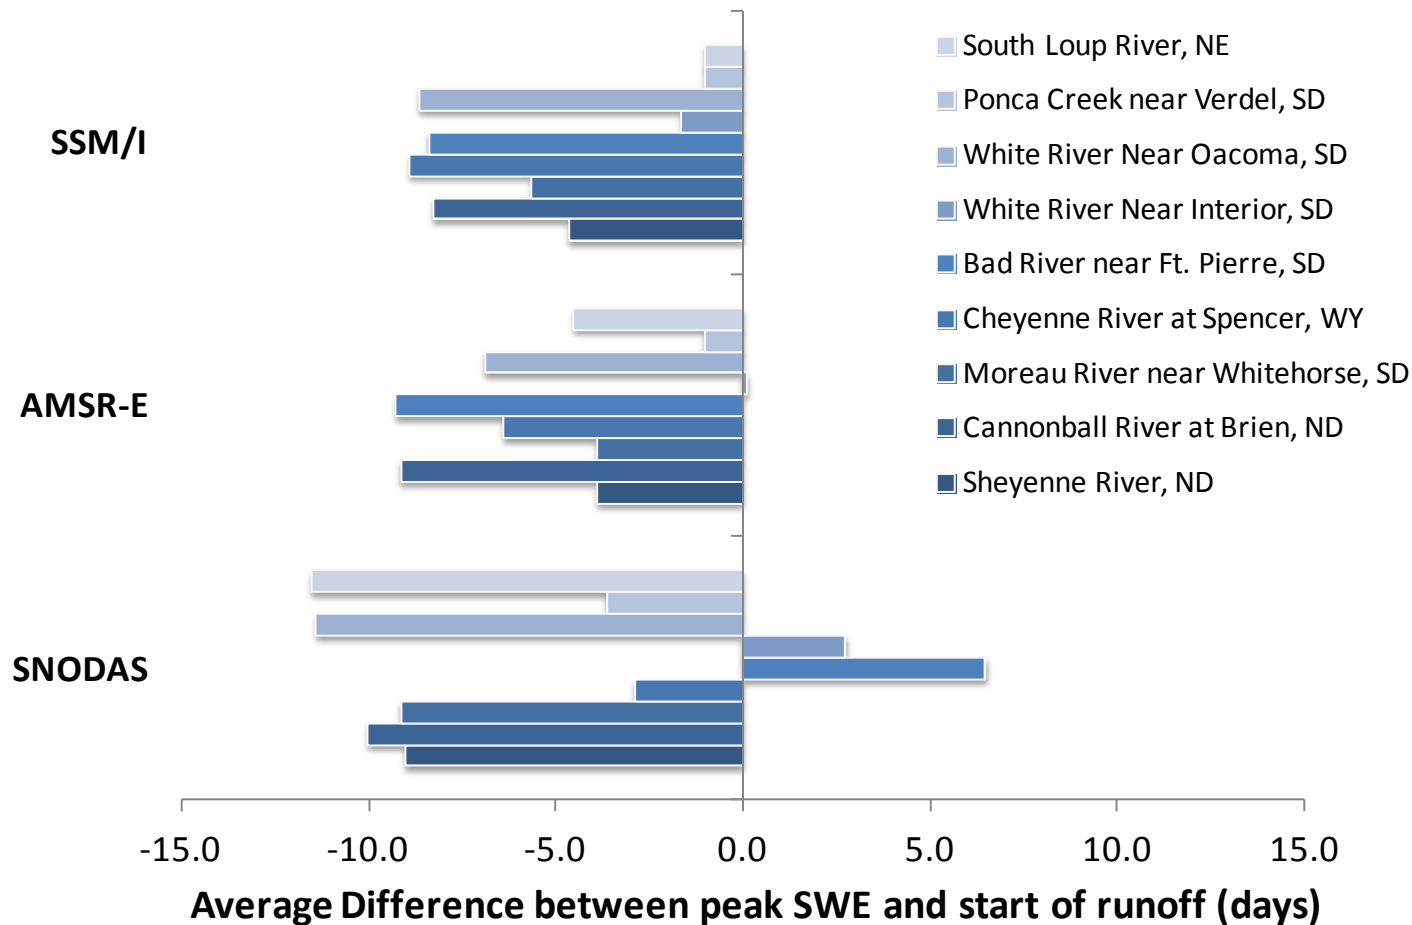 South Loup River, NE
Ponca Creek near Verdel, SD
White River Near Oacoma, SD
White River Near Interior, SD
Bad River near Ft. Pierre, SD
Cheyenne River at Spencer, WY
Moreau River near Whitehorse, SD
Cannonball River at Brien, ND
Sheyenne River, ND
SSM/I
AMSR-E
SNODAS
-15.0 -10.0 -5.0 0.0 5.0 10.0 15.0
Average Difference between peak SWE and start of runoff (days)